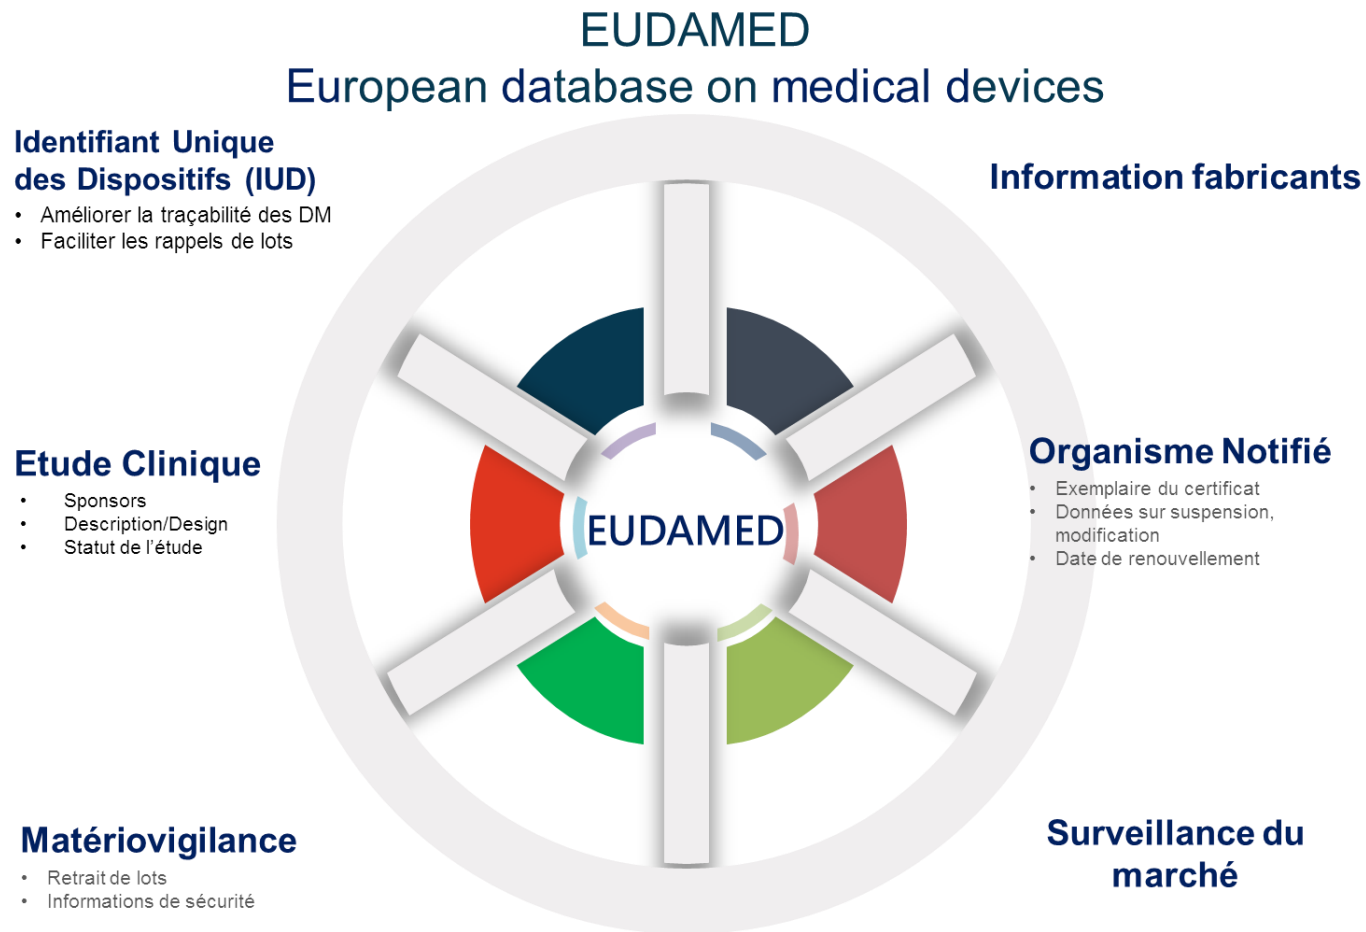 EUDAMED
European database on medical devices
Identifiant Unique
des Dispositifs (IUD)
• Améliorer la traçabilité des DM
• Faciliter les rappels de lots
Information fabricants
Etude Clinique
• Sponsors
• Description/Design
• Statut de l’étude
EUDAMED
Organisme Notifié
• Exemplaire du certificat
• Données sur suspension,
modification
• Date de renouvellement
Matériovigilance
• Retrait de lots
• Informations de sécurité
Surveillance du
marché